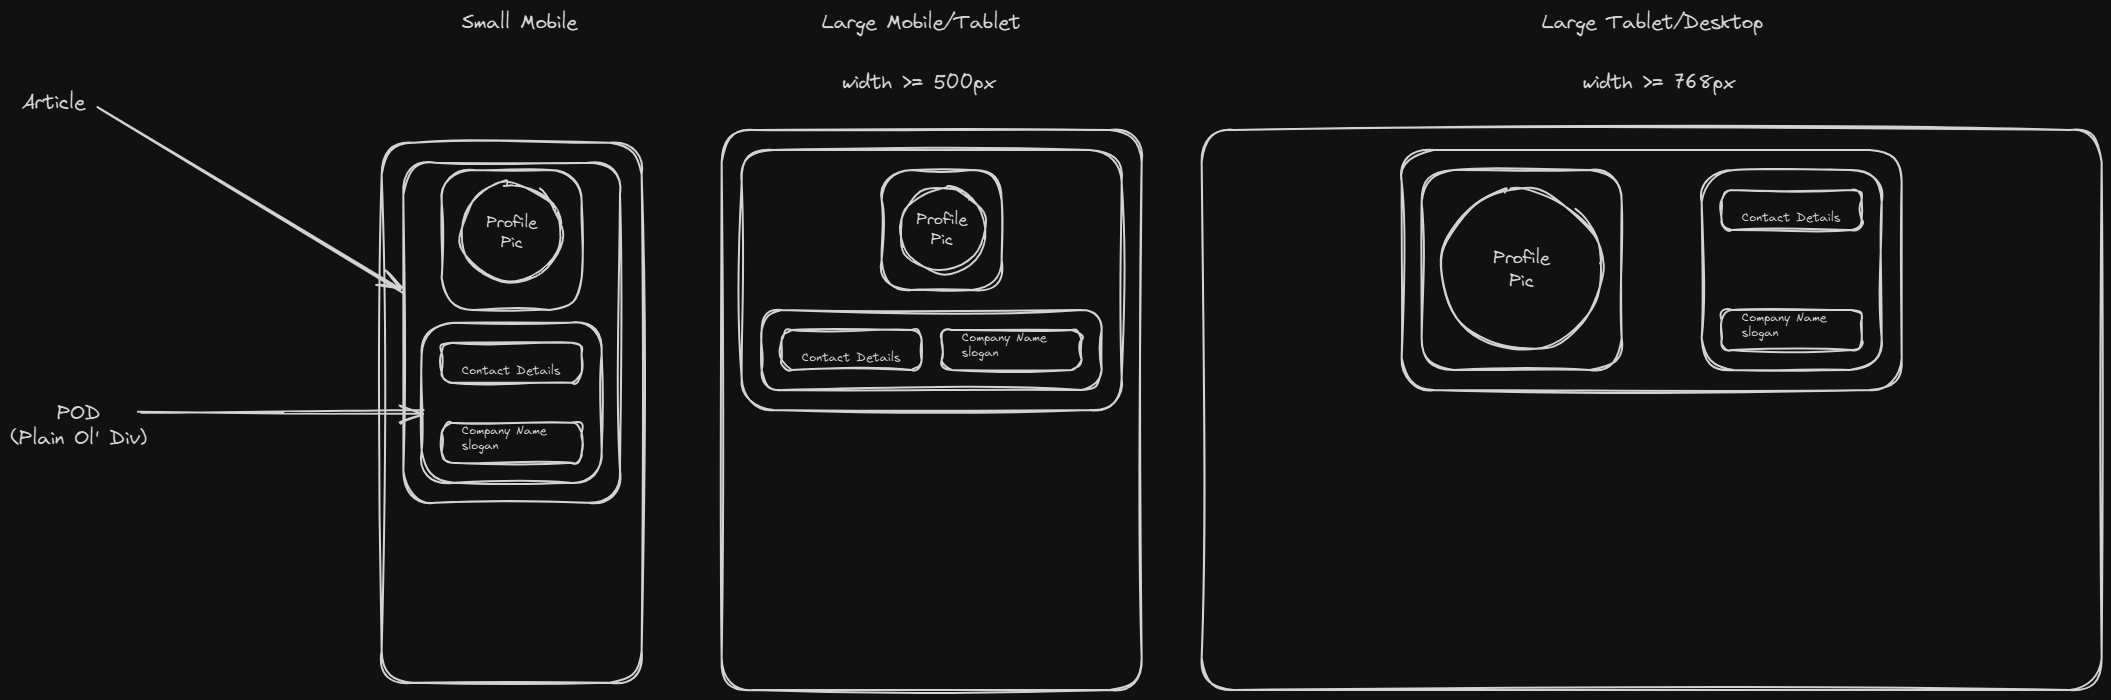 Small Mobile
Large Mobile/Tablet
Large Tablet/Desktop
width >= 500px
width >= 768px
Article
POD
(Plain Ol' Div)
Profile
Pic
Contact Details
Company Name
slogan
Profile
Pic
Contact Details
Company Name
slogan
Profile
Pic
Contact Details
Company Name
slogan